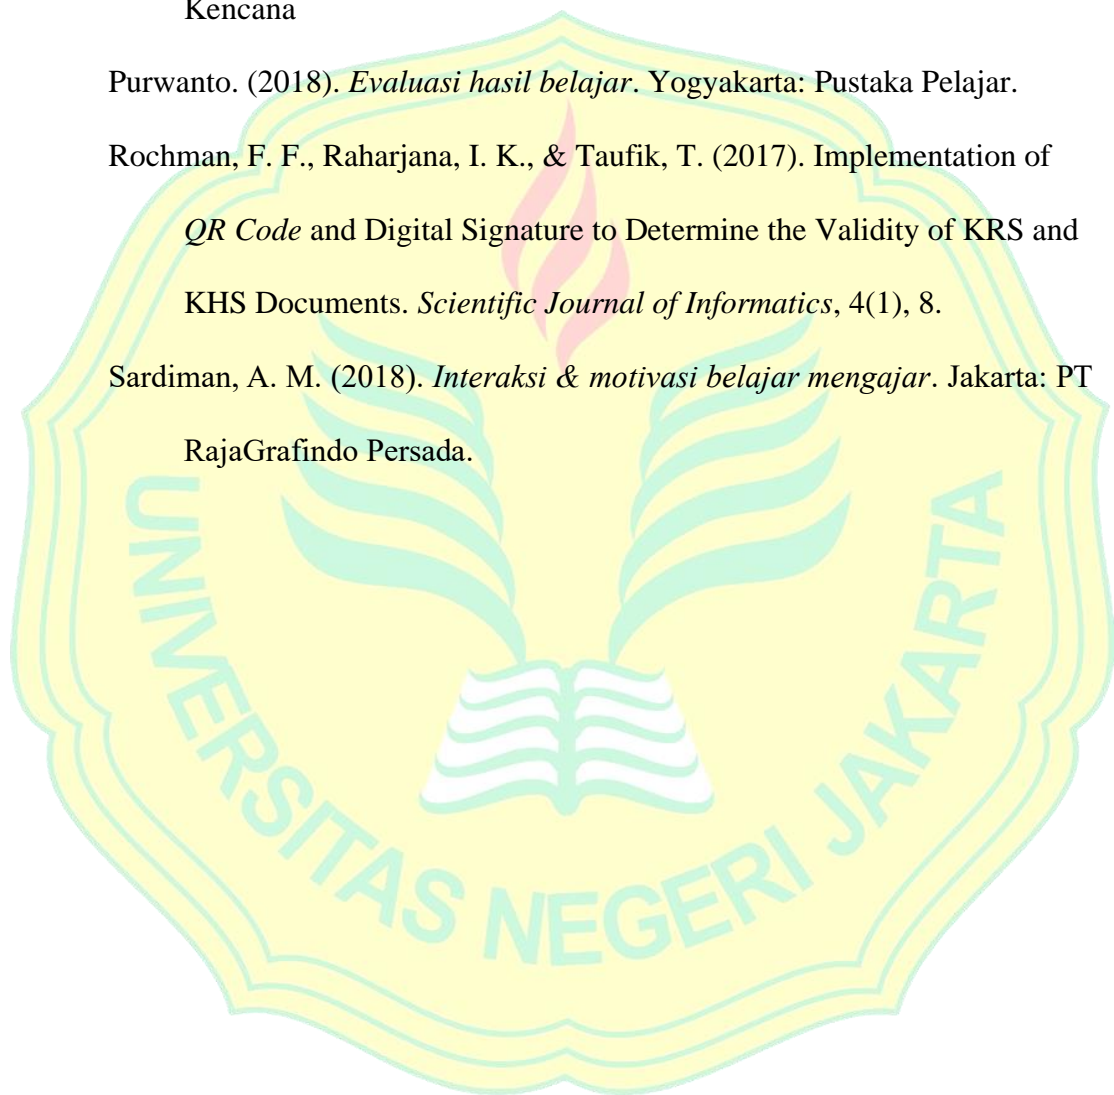 Kencana
Purwanto. (2018). Evaluasi hasil belajar. Yogyakarta: Pustaka Pelajar.
Rochman, F. F., Raharjana, I. K., & Taufik, T. (2017). Implementation of
QR Code and Digital Signature to Determine the Validity of KRS and
KHS Documents. Scientific Journal of Informatics, 4(1), 8.
Sardiman, A. M. (2018). Interaksi & motivasi belajar mengajar. Jakarta: PT
RajaGrafindo Persada.
UNIVERSITAS NEGERI JAKARTA